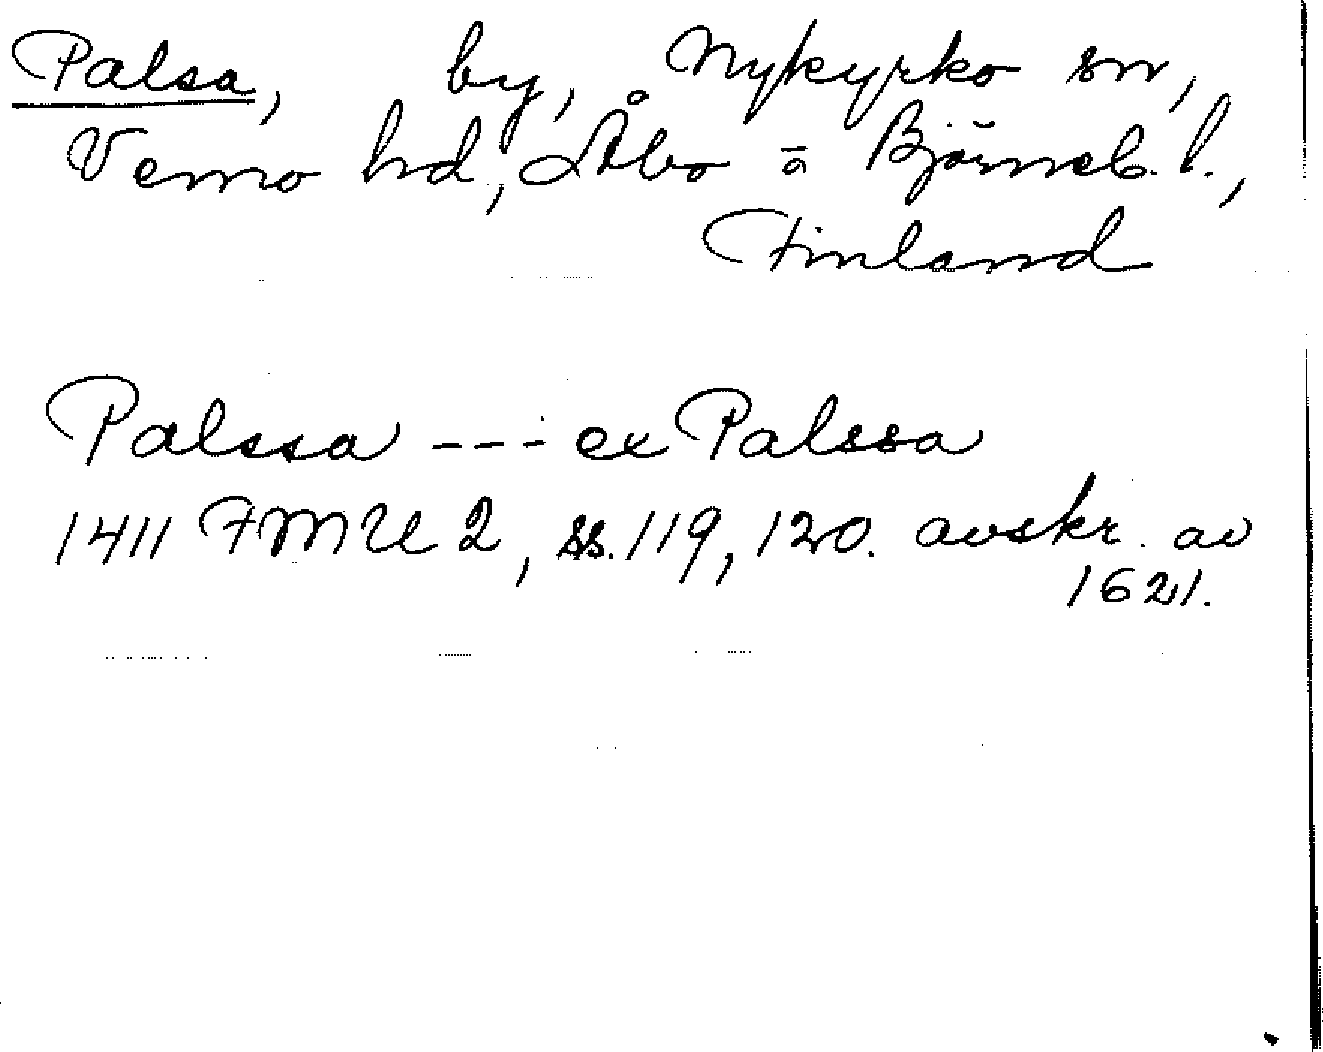 Palsa, by, Nykyrko sn,
Vemo hd, Åbo o Björneb. l.,
Finland
Palssa --- ex Palssa
1411 FMU 2, ss. 119, 120. avskr. av
1621.